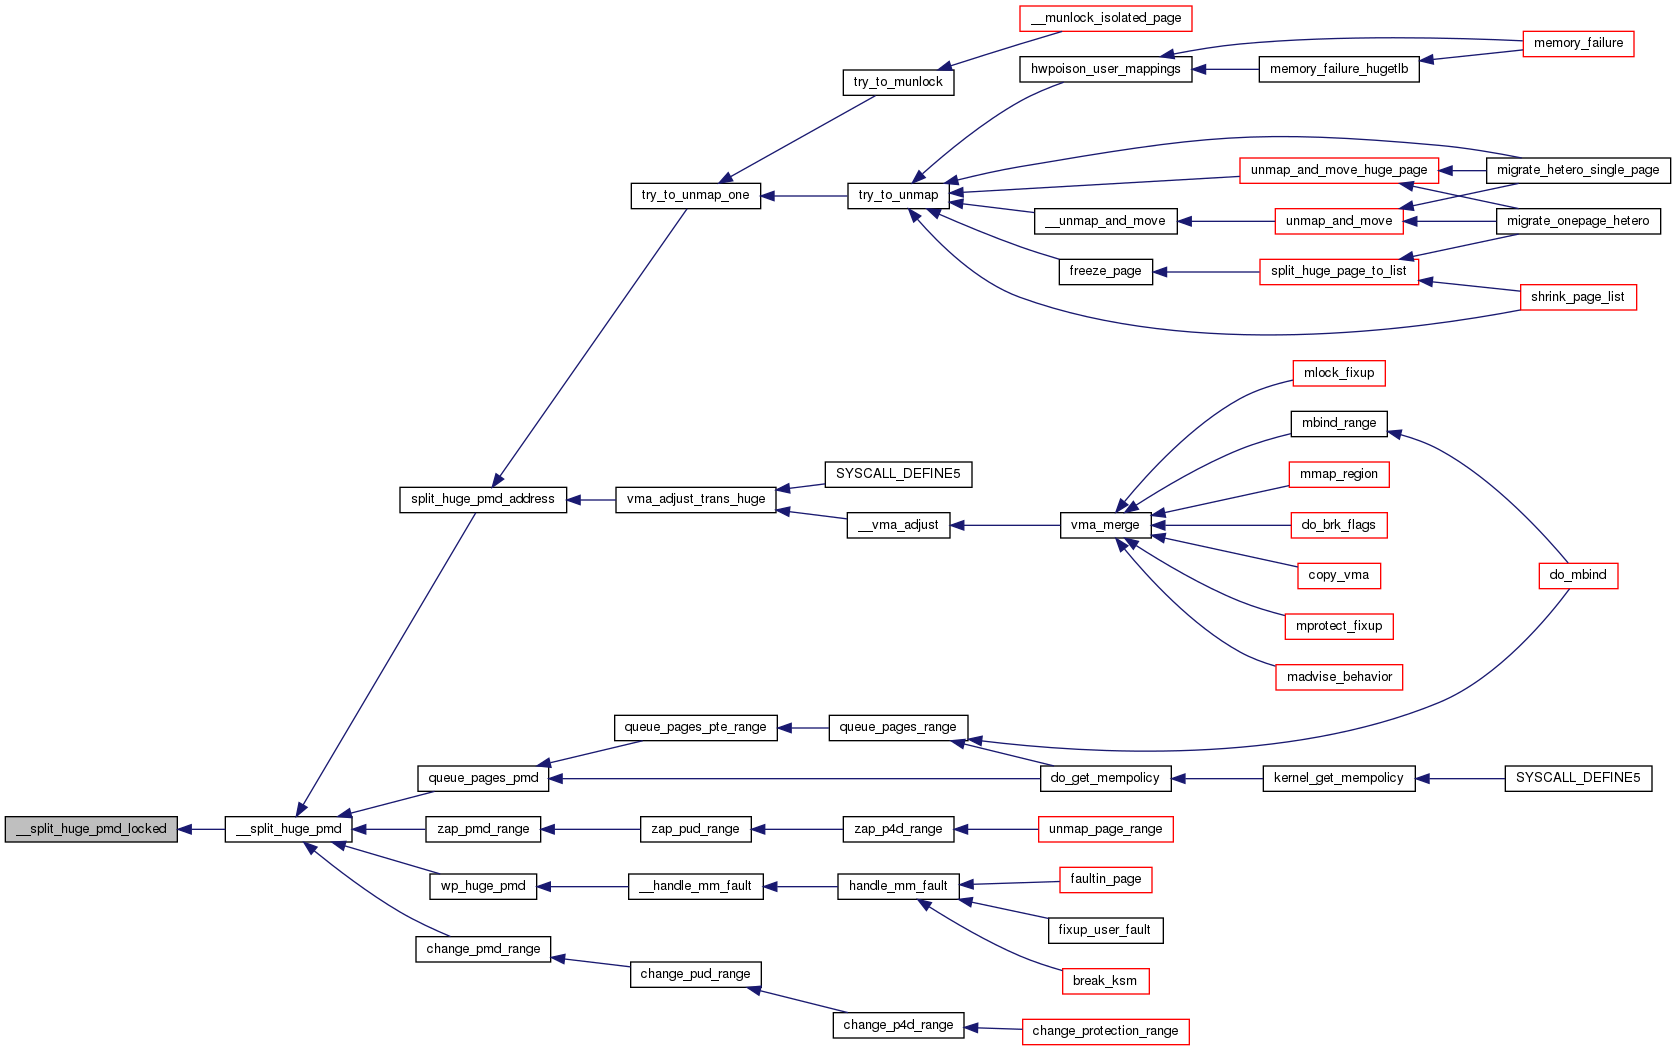 __munlock_isolated_page
memory_failure
hwpoison_user_mappings
memory_failure_hugetlb
try_to_munlock
unmap_and_move_huge_page
migrate_hetero_single_page
try_to_unmap_one
try_to_unmap
__unmap_and_move
unmap_and_move
migrate_onepage_hetero
freeze_page
split_huge_page_to_list
shrink_page_list
mlock_fixup
mbind_range
SYSCALL_DEFINE5
mmap_region
split_huge_pmd_address
vma_adjust_trans_huge
__vma_adjust
vma_merge
do_brk_flags
copy_vma
do_mbind
mprotect_fixup
madvise_behavior
queue_pages_pte_range
queue_pages_range
queue_pages_pmd
do_get_mempolicy
kernel_get_mempolicy
SYSCALL_DEFINE5
__split_huge_pmd_locked
__split_huge_pmd
zap_pmd_range
zap_pud_range
zap_p4d_range
unmap_page_range
wp_huge_pmd
__handle_mm_fault
handle_mm_fault
faultin_page
fixup_user_fault
change_pmd_range
change_pud_range
break_ksm
change_p4d_range
change_protection_range